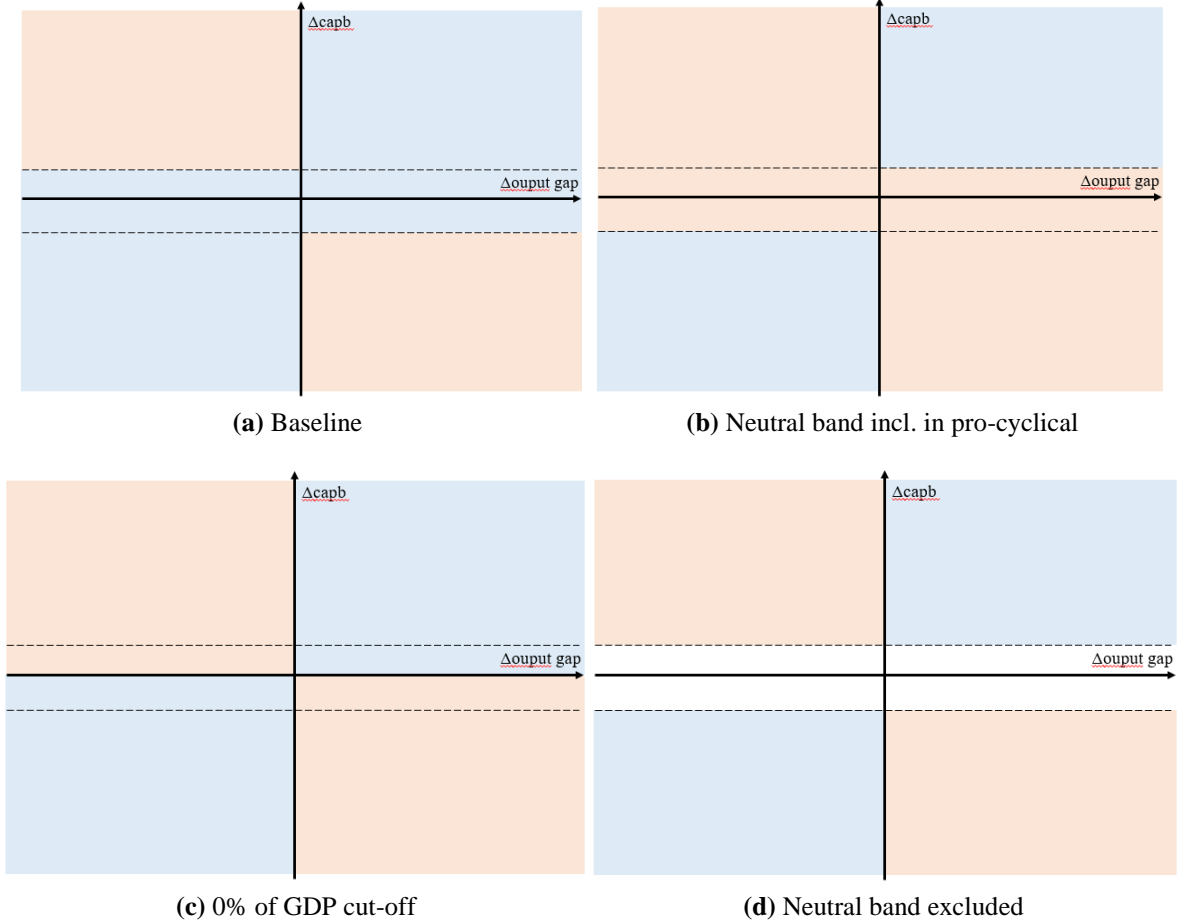 Δcapb
Δouput gap
Δcapb
Δouput gap
(a) Baseline
(b) Neutral band incl. in pro-cyclical
Δcapb
Δouput gap
Δcapb
Δouput gap
(c) 0% of GDP cut-off
(d) Neutral band excluded